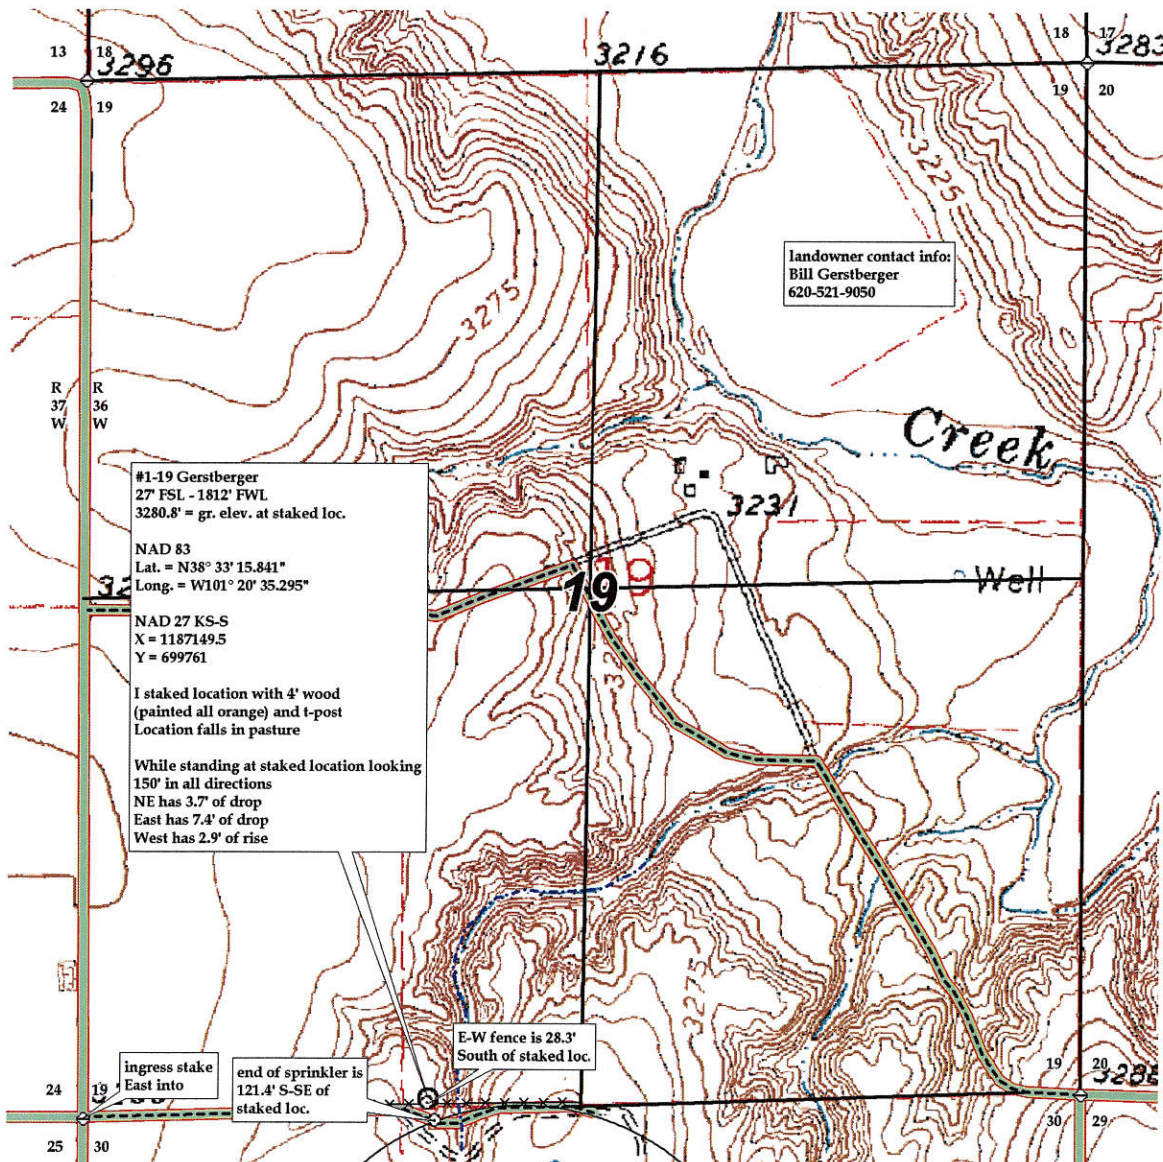 13 18
3296
3216
18 17
3283
24 19
19 20
3225
landowner contact info:
Bill Gerstberger
620-521-9050
3275
R R
37 36
W W
Creek
#1-19 Gerstberger
27' FSL - 1812' FWL
3280.8' = gr. elev. at staked loc.
NAD 83
Lat. = N38° 33' 15.841"
Long. = W101° 20' 35.295"
NAD 27 KS-S
X = 1187149.5
Y = 699761
I staked location with 4' wood
(painted all orange) and t-post
Location falls in pasture
While standing at staked location looking
150' in all directions
NE has 3.7' of drop
East has 7.4' of drop
West has 2.9' of rise
3231
19
19
Well
E-W fence is 28.3'
South of staked loc.
ingress stake
East into
end of sprinkler is
121.4' S-SE of
staked loc.
24 19
19 20
3288
25 30
30 29